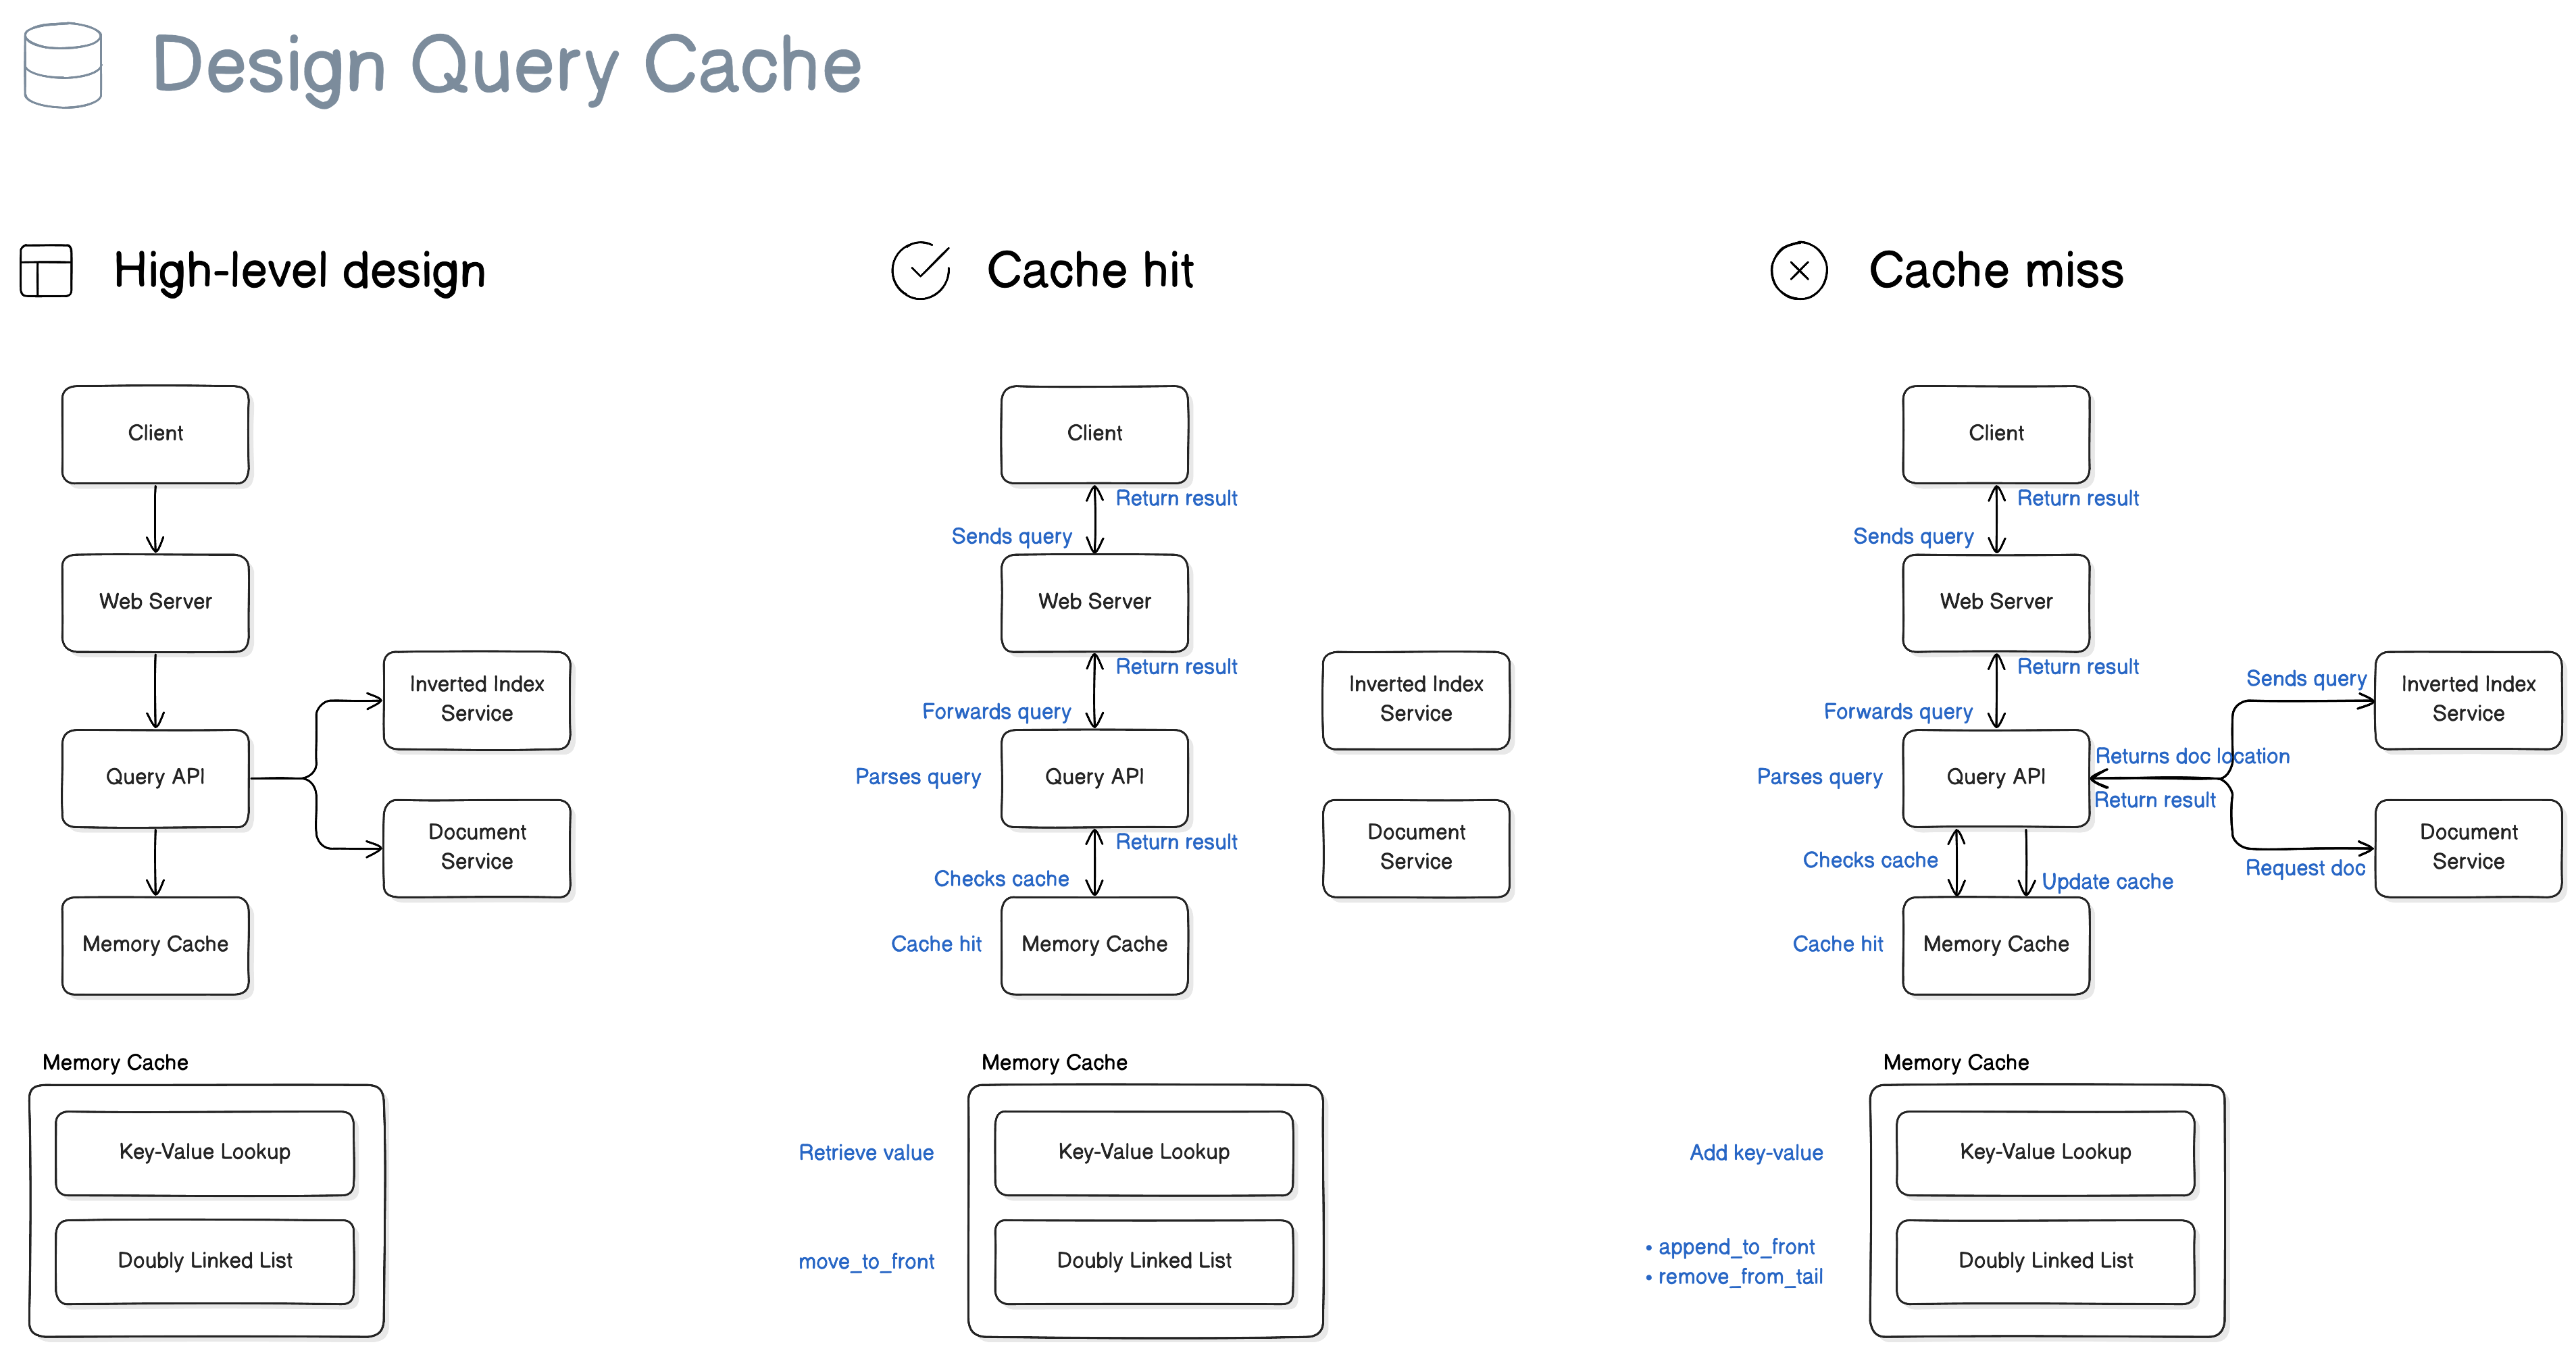 Design Query Cache
High-level design
Client
Web Server
Inverted Index
Service
Query API
Document
Service
Memory Cache
Memory Cache
Key-Value Lookup
Doubly Linked List
Cache hit
Client
Return result
Sends query
Web Server
Return result
Inverted Index
Service
Forwards query
Parses query
Query API
Return result
Document
Service
Checks cache
Cache hit
Memory Cache
Memory Cache
Retrieve value
Key-Value Lookup
move_to_front
Doubly Linked List
Cache miss
Client
Return result
Sends query
Web Server
Return result
Sends query
Inverted Index
Service
Forwards query
Returns doc location
Parses query
Query API
Return result
Document
Service
Checks cache
Request doc
Update cache
Cache hit
Memory Cache
Memory Cache
Add key-value
Key-Value Lookup
• append_to_front
• remove_from_tail
Doubly Linked List